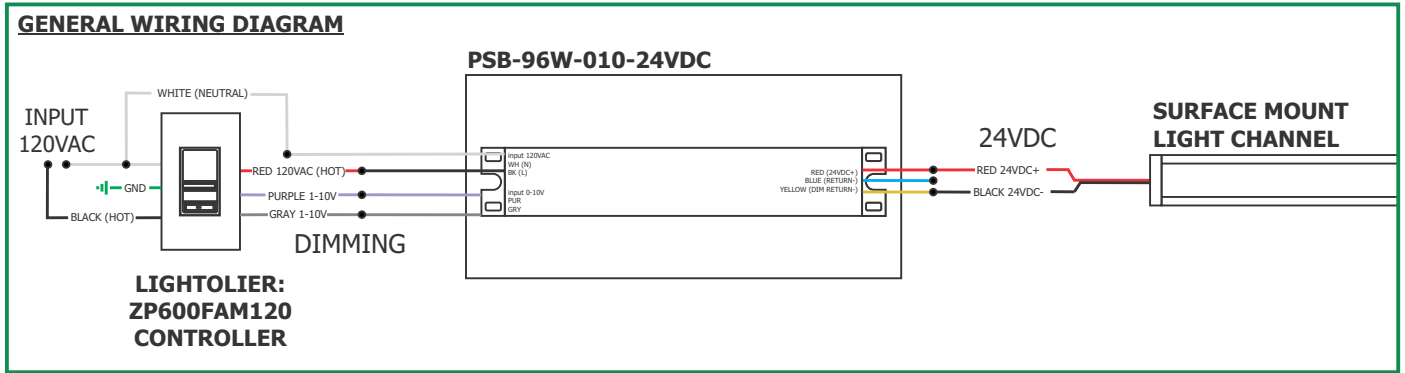 GENERAL WIRING DIAGRAM
PSB-96W-010-24VDC
WHITE (NEUTRAL)
INPUT
120VAC
GND
BLACK (HOT)
RED 120VAC (HOT)
PURPLE 1-10V
GRAY 1-10V
DIMMING
LIGHTOLIER:
ZP600FAM120
CONTROLLER
Input 120VAC
WH (N)
BK (L)
input 0-10V
PUR
GRY
RED (24VDC+)
BLUE (RETURN-)
YELLOW (DIM RETURN-)
24VDC
RED 24VDC+
BLACK 24VDC-
SURFACE MOUNT
LIGHT CHANNEL